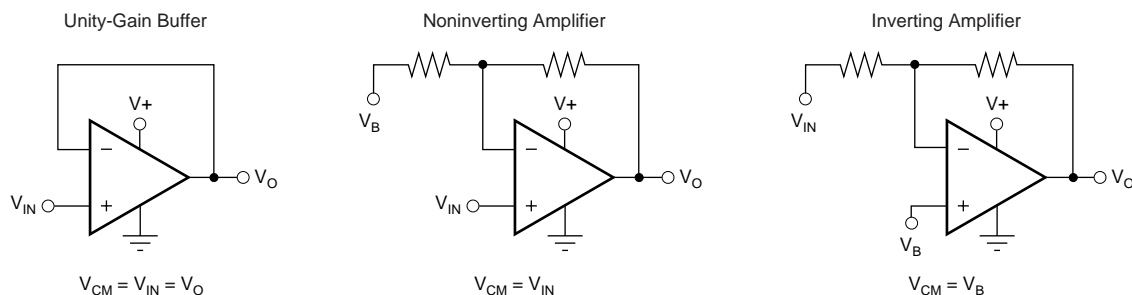 Unity-Gain Buffer
V+
−
+
V_IN
V_O
V_CM = V_IN = V_O
Noninverting Amplifier
V_B
V+
−
+
V_IN
V_O
V_CM = V_IN
Inverting Amplifier
V_IN
V+
−
+
V_B
V_O
V_CM = V_B